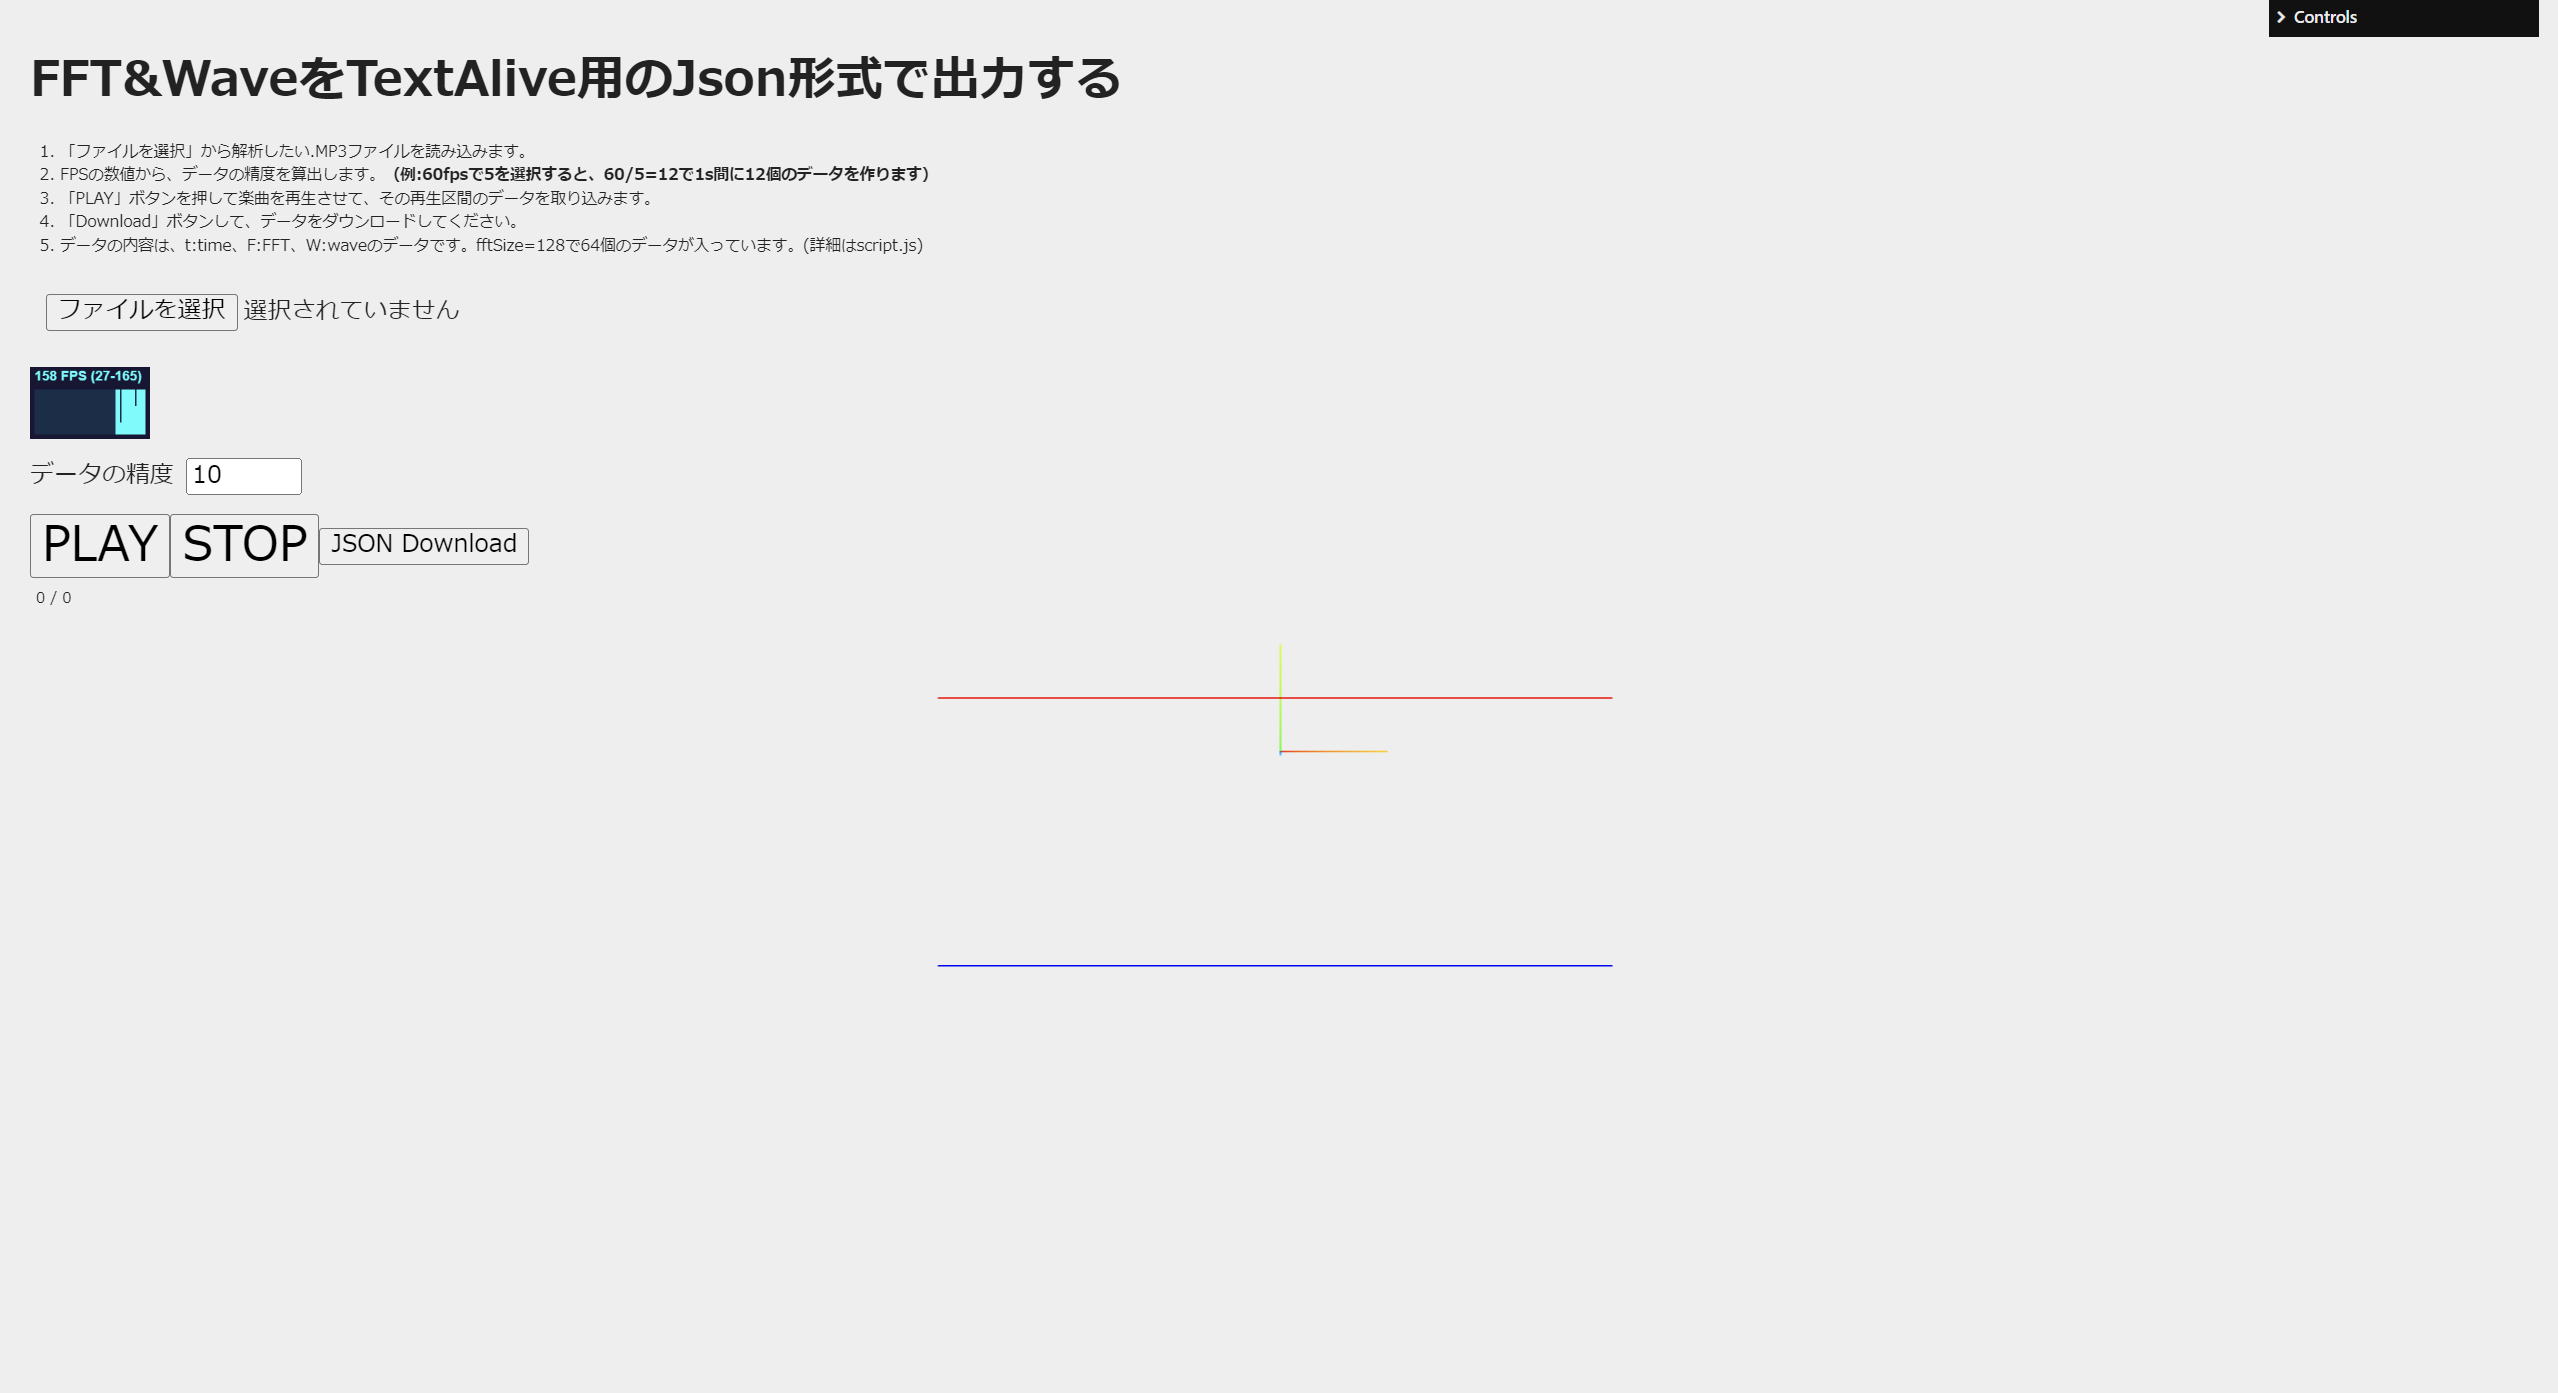 Controls
FFT&WaveをTextAlive用のJson形式で出力する
1. 「ファイルを選択」から解析したい.MP3ファイルを読み込みます。
2. FPSの数値から、データの精度を算出します。（例:60fpsで5を選択すると、60/5=12で1s間に12個のデータを作ります）
3. 「PLAY」ボタンを押して楽曲を再生させて、その再生区間のデータを取り込みます。
4. 「Download」ボタンして、データをダウンロードしてください。
5. データの内容は、t:time、F:FFT、W:waveのデータです。fftSize=128で64個のデータが入っています。(詳細はscript.js)
ファイルを選択 選択されていません
158 FPS (27-165)
データの精度 10
PLAY STOP JSON Download
0 / 0